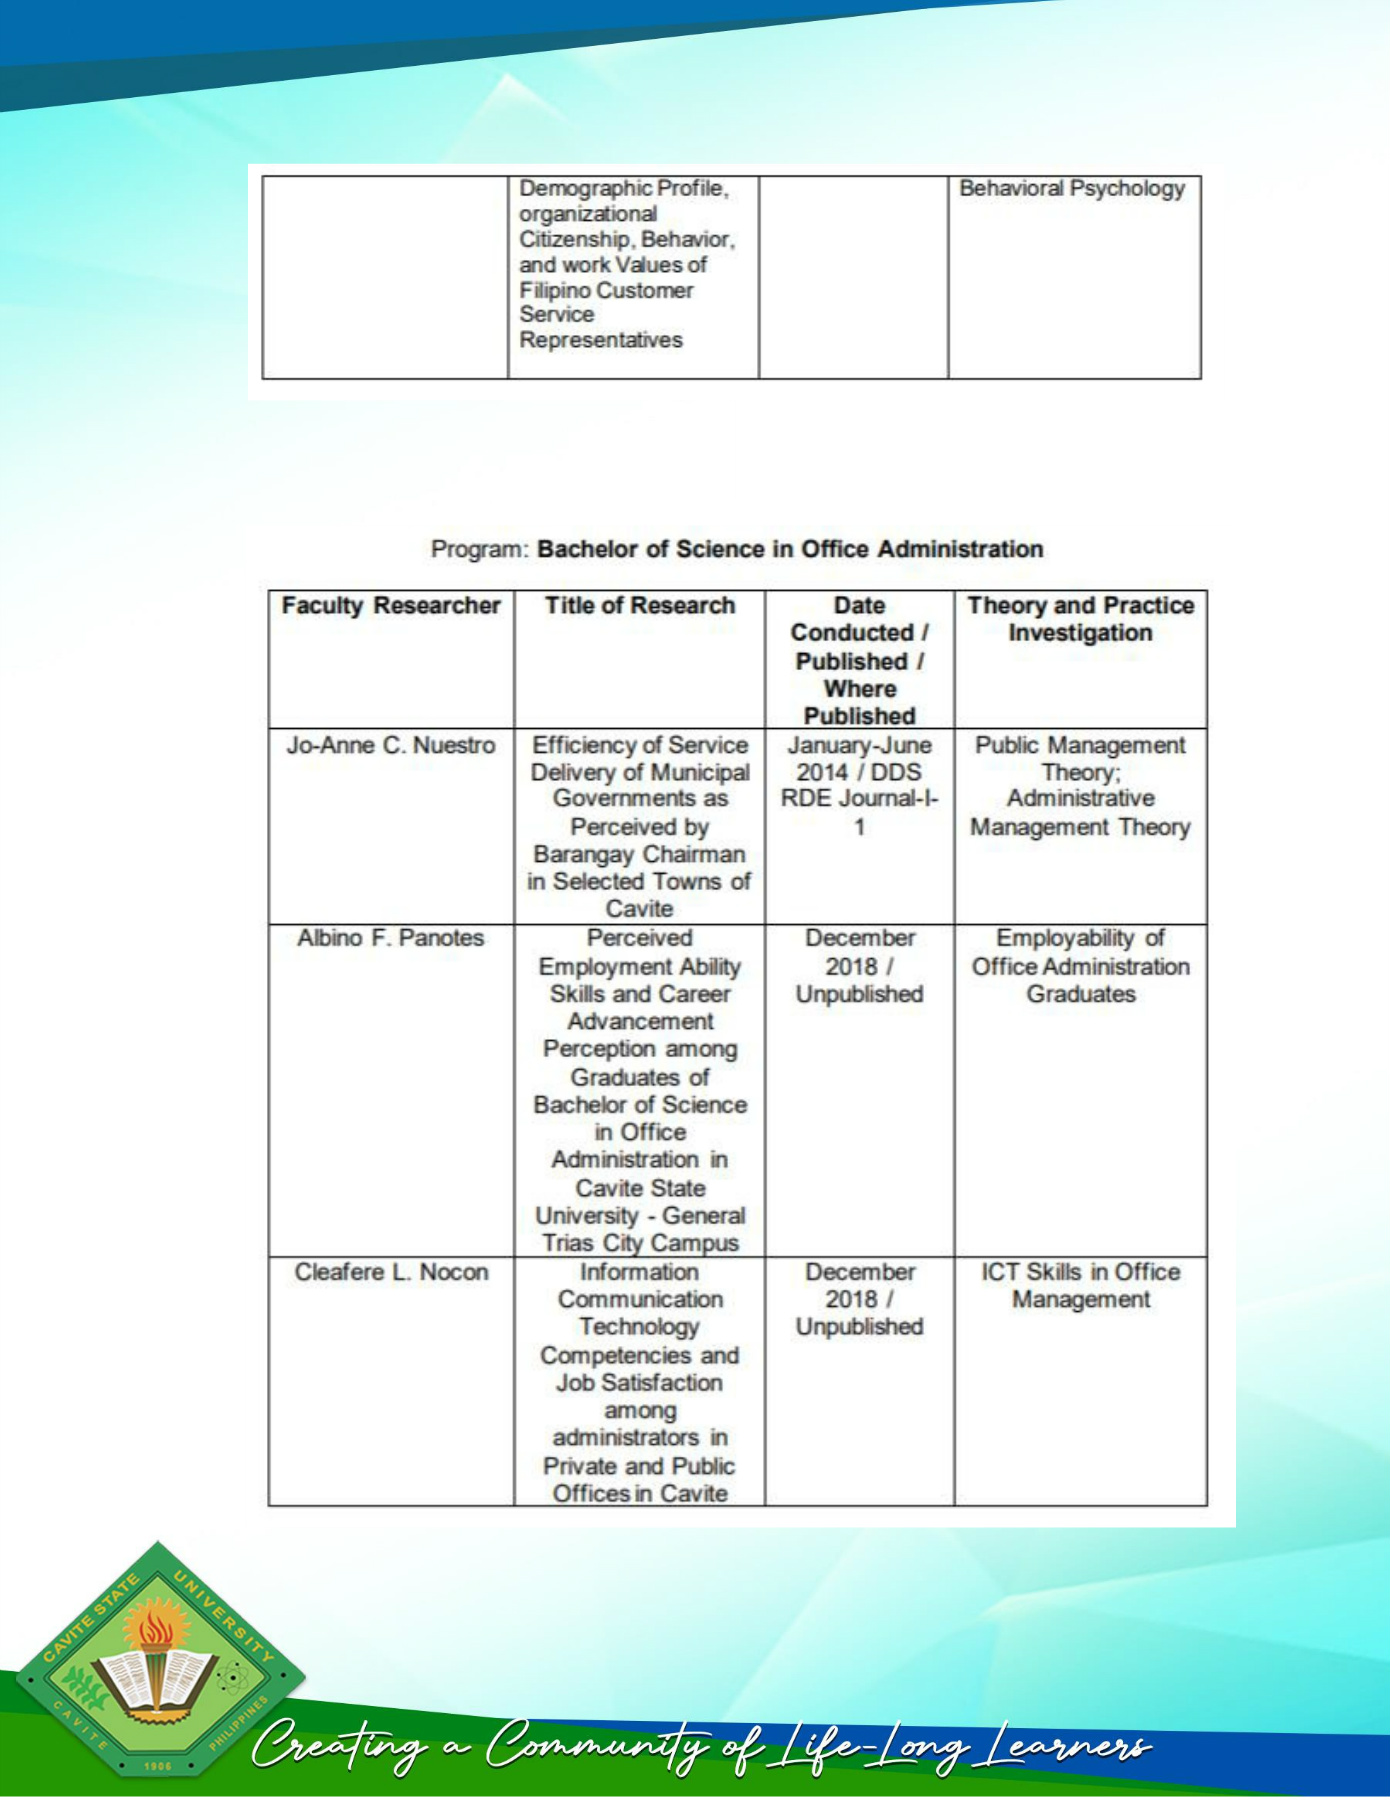 Demographic Profile,
organizational
Citizenship, Behavior,
and work Values of
Filipino Customer
Service
Representatives
Behavioral Psychology
Program: Bachelor of Science in Office Administration
Faculty Researcher
Title of Research
Date
Conducted /
Published /
Where
Published
Theory and Practice
Investigation
Jo-Anne C. Nuestro
Efficiency of Service
Delivery of Municipal
Governments as
Perceived by
Barangay Chairman
in Selected Towns of
Cavite
January-June
2014 / DDS
RDE Journal-I-
1
Public Management
Theory;
Administrative
Management Theory
Albino F. Panotes
Perceived
Employment Ability
Skills and Career
Advancement
Perception among
Graduates of
Bachelor of Science
in Office
Administration in
Cavite State
University - General
Trias City Campus
December
2018 /
Unpublished
Employability of
Office Administration
Graduates
Cleafere L. Nocon
Information
Communication
Technology
Competencies and
Job Satisfaction
among
administrators in
Private and Public
Offices in Cavite
December
2018 /
Unpublished
ICT Skills in Office
Management
CAVITE STATE UNIVERSITY
CAVITE PHILIPPINES
1906
Creating a Community of Life-Long Learners